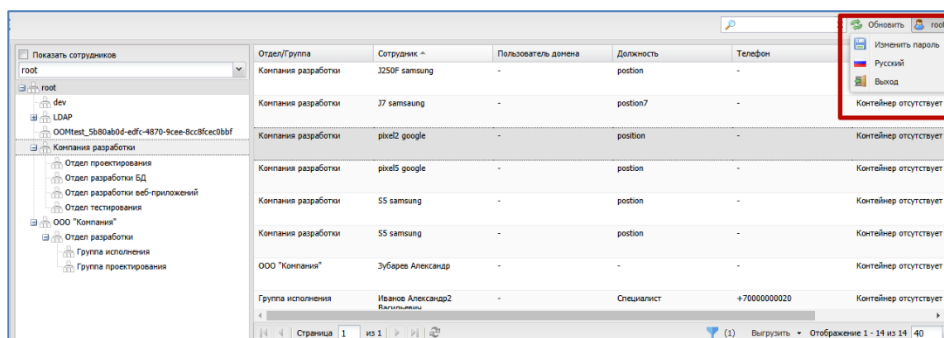 Обновить root
Изменить пароль
Русский
Выход
Показать сотрудников
root
root
dev
LDAP
OOMtest_5b80ab0d-edfc-4870-9cee-8cc8fcec0bbf
Компания разработки
Отдел проектирования
Отдел разработки БД
Отдел разработки веб-приложений
Отдел тестирования
ООО "Компания"
Отдел разработки
Группа исполнения
Группа проектирования
Отдел/Группа Сотрудник Пользователь домена Должность Телефон
Компания разработки J250F samsung - postion -
Компания разработки J7 samsaung - postion7 - Контейнер отсутствует
Компания разработки pixel2 google - position - Контейнер отсутствует
Компания разработки pixel5 google - postion - Контейнер отсутствует
Компания разработки S5 samsung - postion - Контейнер отсутствует
Компания разработки S5 samsung - postion - Контейнер отсутствует
ООО "Компания" Зубарев Александр - - - Контейнер отсутствует
Группа исполнения Иванов Александр2 - Специалист +70000000020 Контейнер отсутствует
Васильевич
Страница 1 из 1 (1) Выгрузить Отображение 1 - 14 из 14 40